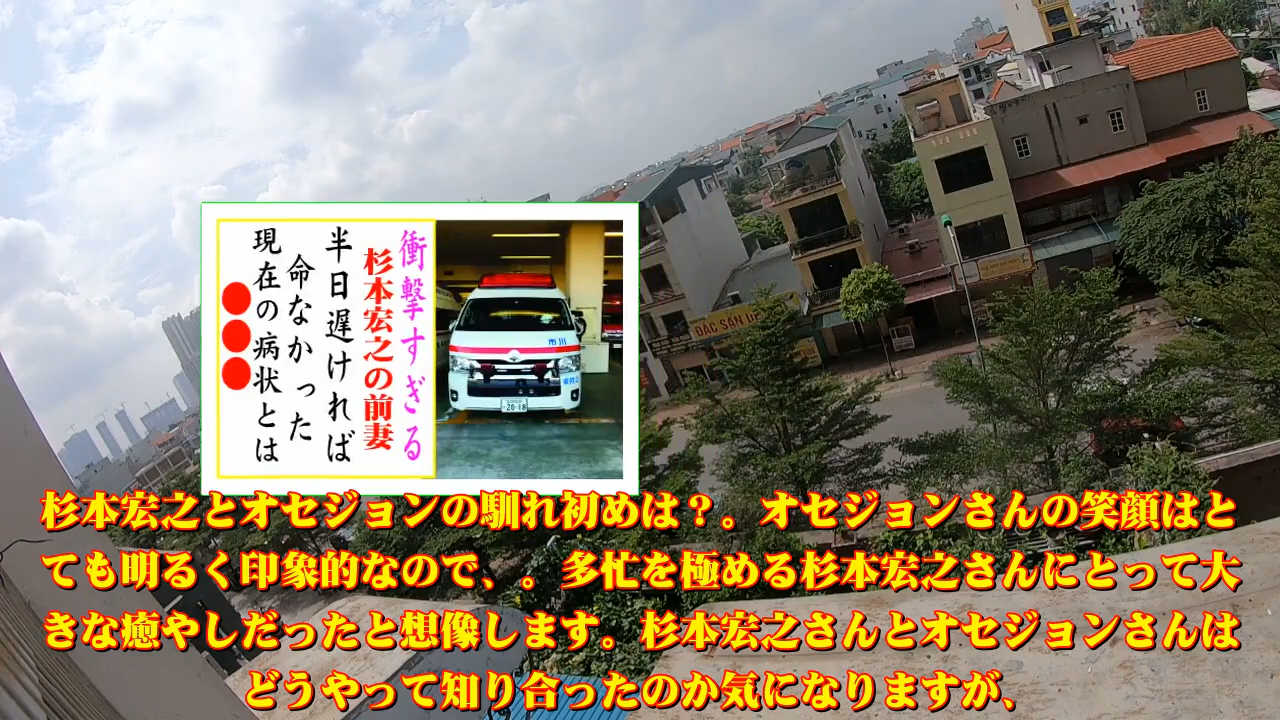 衝撃すぎる
杉本宏之の前妻
半日遅ければ
命なかった
現在の病状とは
●●●
市川
20-18
ĐẶC SẢN DÊ
杉本宏之とオセジョンの馴れ初めは？。オセジョンさんの笑顔はと
ても明るく印象的なので、。多忙を極める杉本宏之さんにとって大
きな癒やしだったと想像します。杉本宏之さんとオセジョンさんは
どうやって知り合ったのか気になりますが、